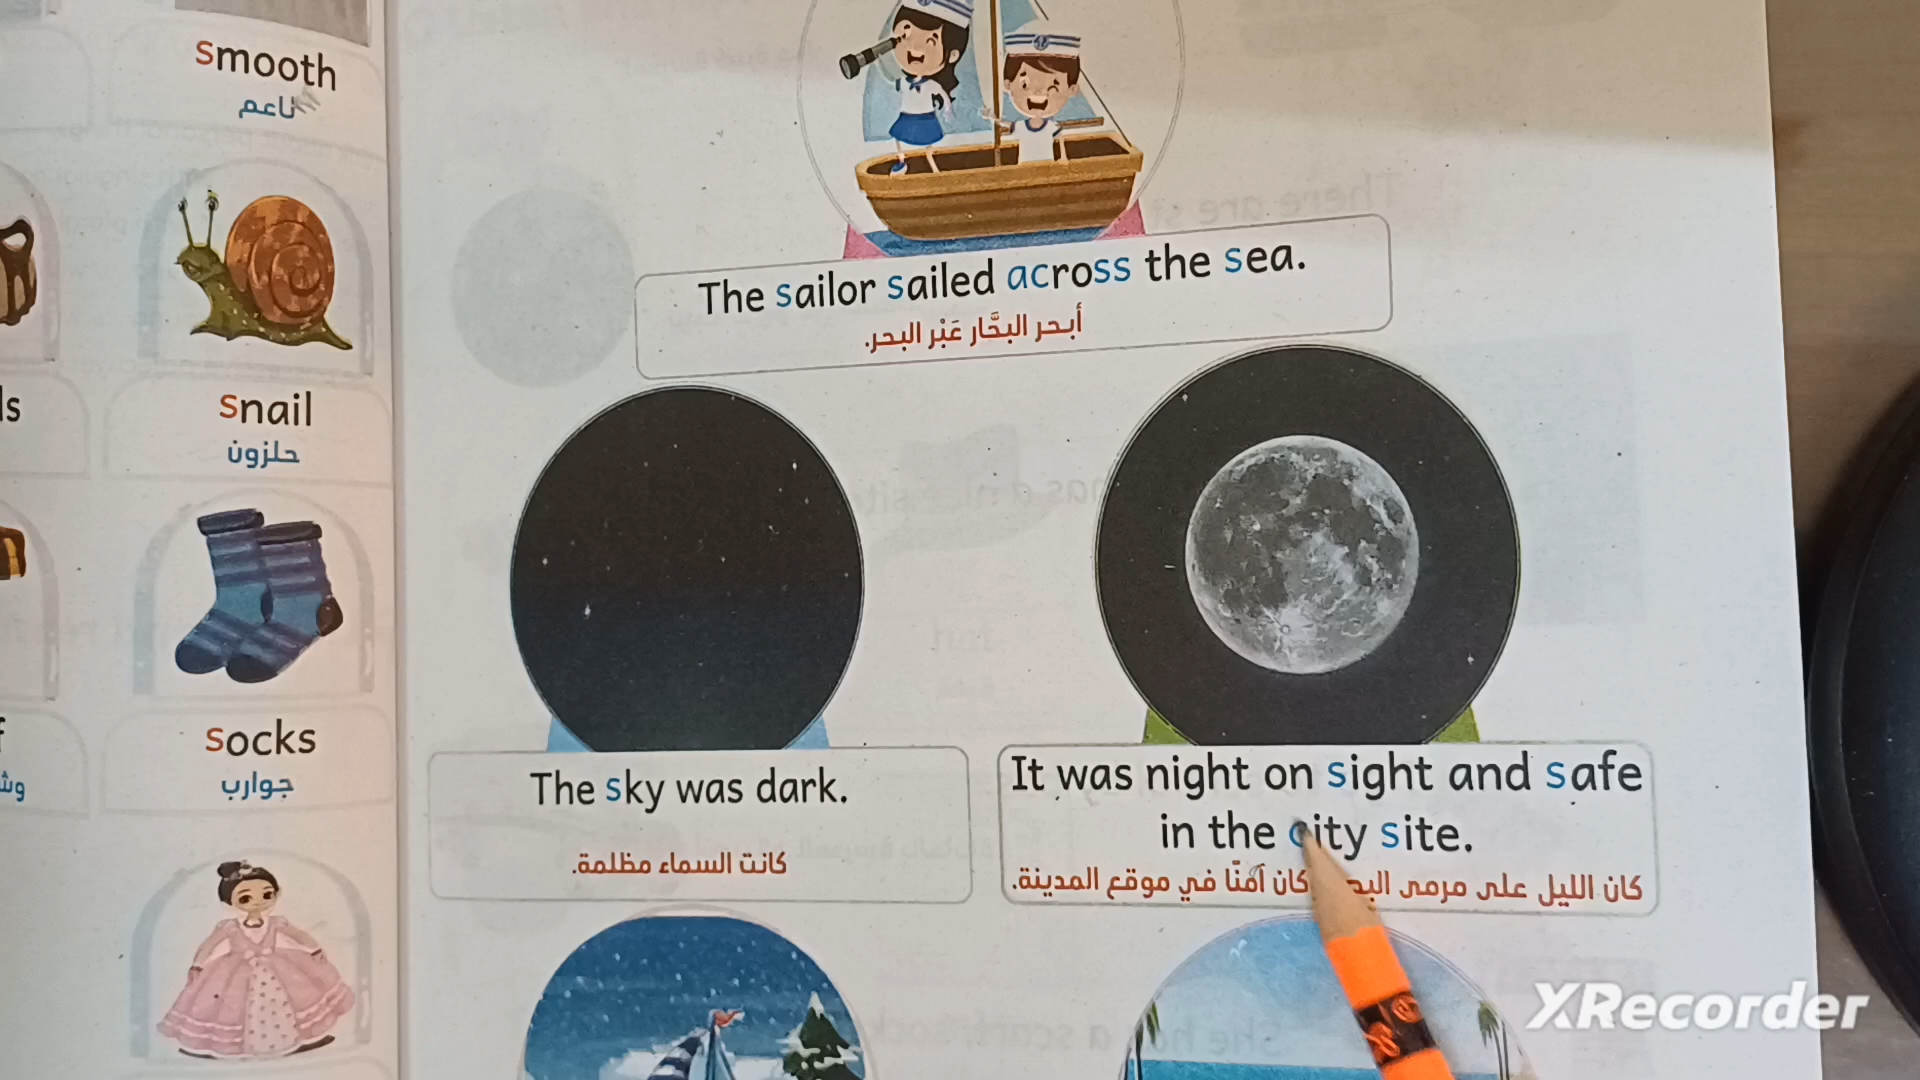 smooth
ناعم
snail
حلزون
socks
جوارب
The sailor sailed across the sea.
أبحر البحَّار عَبْر البحر.
The sky was dark.
كانت السماء مظلمة.
It was night on sight and safe
in the city site.
كان الليل على مرمى كان آمنًا في موقع المدينة.
XRecorder